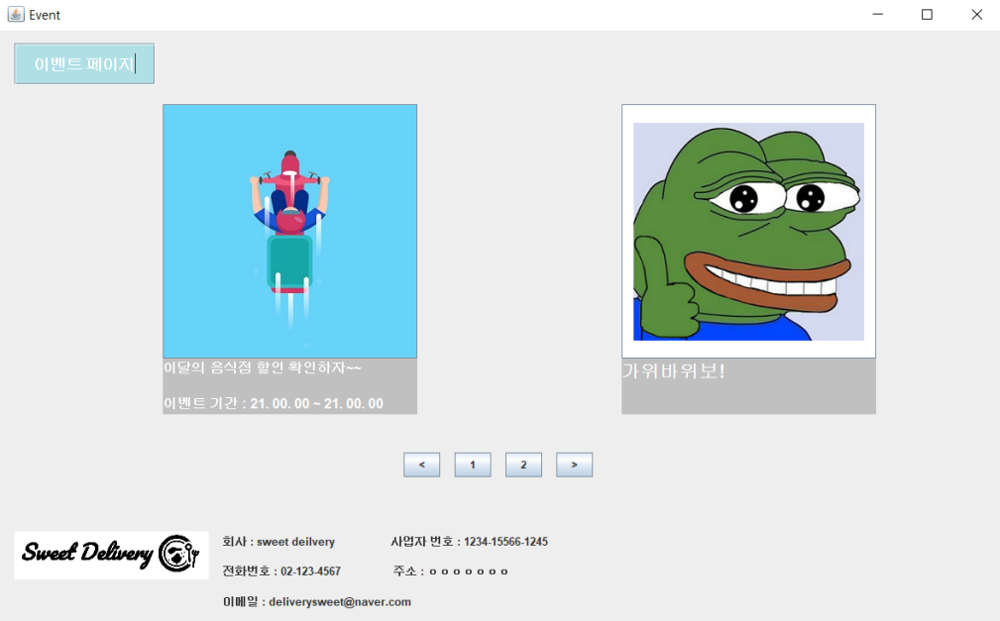 Event
이벤트 페이지
이달의 음식점 할인 확인하자~~
이벤트 기간 : 21. 00. 00 ~ 21. 00. 00
가위바위보!
< 1 2 >
Sweet Delivery
회사 : sweet deilvery 사업자 번호 : 1234-15566-1245
전화번호 : 02-123-4567 주소 : ㅇ ㅇ ㅇ ㅇ ㅇ ㅇ ㅇ
이메일 : deliverysweet@naver.com